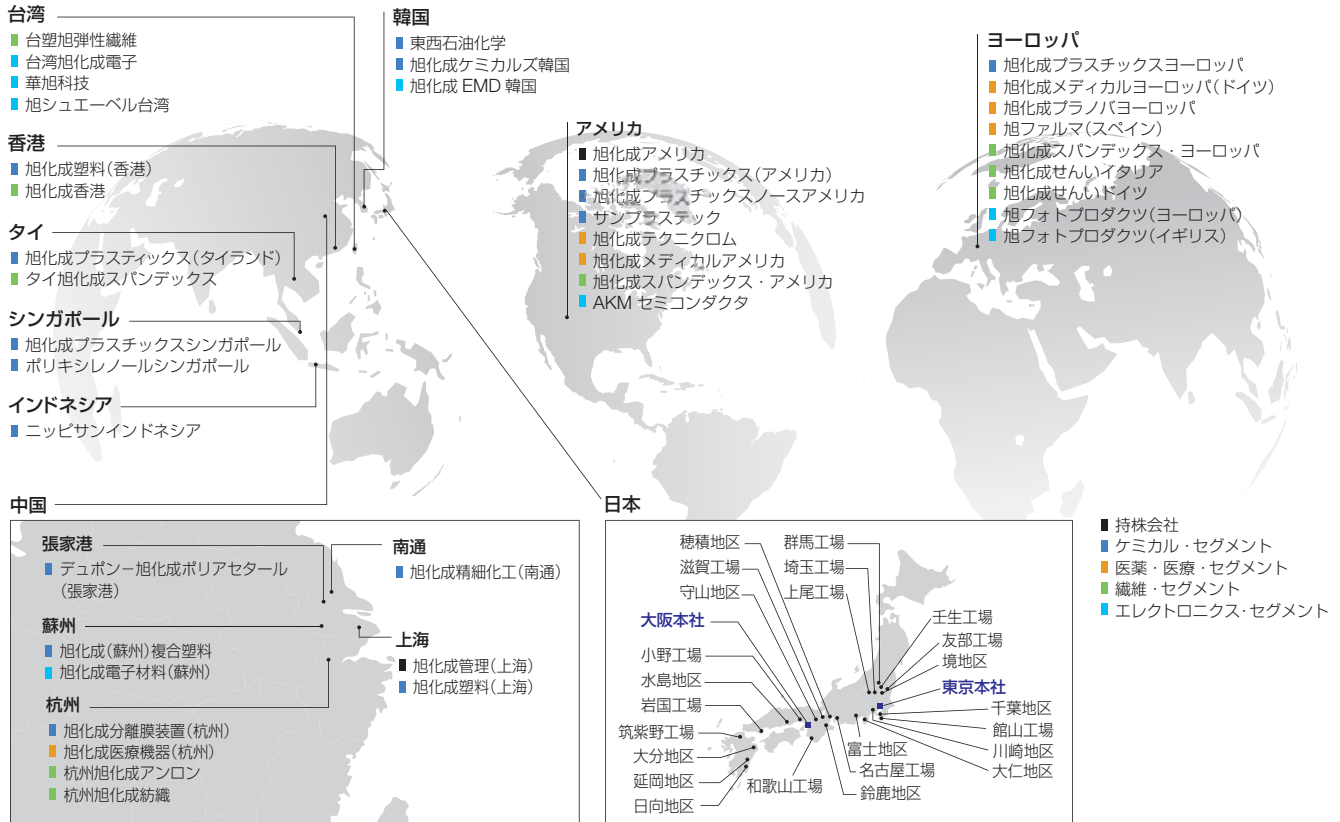 台湾
台塑旭弾性繊維
台湾旭化成電子
華旭科技
旭シュエーベル台湾
香港
旭化成塑料(香港)
旭化成香港
タイ
旭化成プラスティックス(タイランド)
タイ旭化成スパンデックス
シンガポール
旭化成プラスチックスシンガポール
ポリキシレノールシンガポール
インドネシア
ニッピサンインドネシア
韓国
東西石油化学
旭化成ケミカルズ韓国
旭化成 EMD 韓国
アメリカ
旭化成アメリカ
旭化成プラスチックス(アメリカ)
旭化成プラスチックスノースアメリカ
サンプラステック
旭化成テクニクロム
旭化成メディカルアメリカ
旭化成スパンデックス・アメリカ
AKM セミコンダクタ
ヨーロッパ
旭化成プラスチックスヨーロッパ
旭化成メディカルヨーロッパ(ドイツ)
旭化成プラノバヨーロッパ
旭ファルマ(スペイン)
旭化成スパンデックス・ヨーロッパ
旭化成せんいイタリア
旭化成せんいドイツ
旭フォトプロダクツ(ヨーロッパ)
旭フォトプロダクツ(イギリス)
中国
張家港
デュポン−旭化成ポリアセタール
(張家港)
蘇州
旭化成(蘇州)複合塑料
旭化成電子材料(蘇州)
杭州
旭化成分離膜装置(杭州)
旭化成医療機器(杭州)
杭州旭化成アンロン
杭州旭化成紡織
南通
旭化成精細化工(南通)
上海
旭化成管理(上海)
旭化成塑料(上海)
日本
穂積地区
滋賀工場
守山地区
大阪本社
小野工場
水島地区
岩国工場
筑紫野工場
大分地区
延岡地区
日向地区
和歌山工場
群馬工場
埼玉工場
上尾工場
壬生工場
友部工場
境地区
東京本社
千葉地区
館山工場
川崎地区
大仁地区
富士地区
名古屋工場
鈴鹿地区
持株会社
ケミカル・セグメント
医薬・医療・セグメント
繊維・セグメント
エレクトロニクス・セグメント